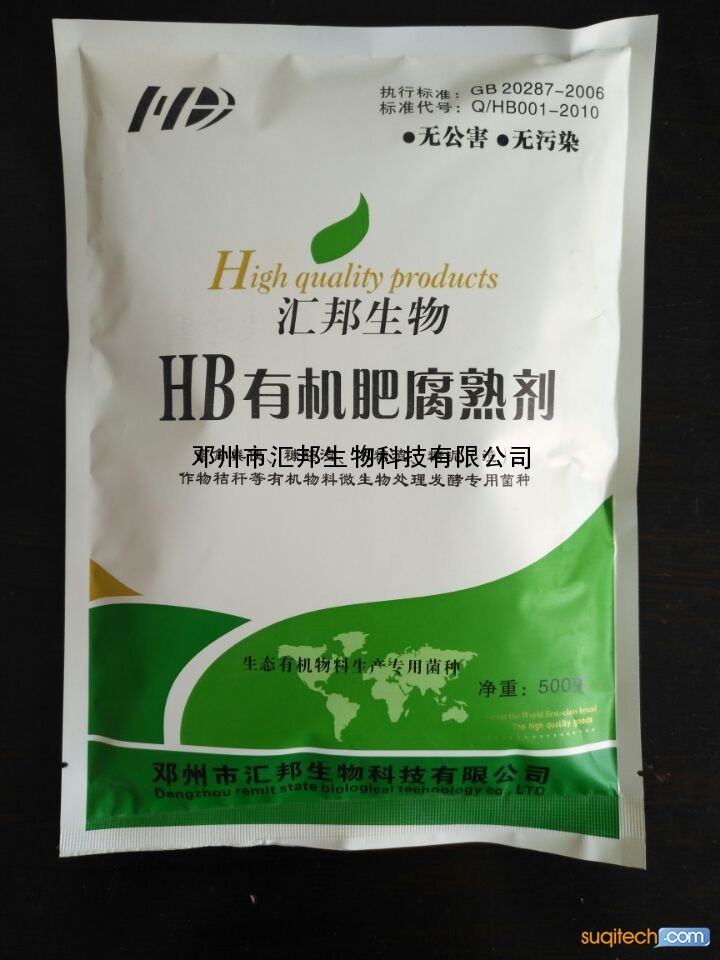 执行标准：GB 20287-2006
标准代号：Q/HB001-2010
●无公害 ●无污染
High quality products
汇邦生物
HB有机肥腐熟剂
邓州市汇邦生物科技有限公司
作物秸秆等有机物料微生物处理发酵专用菌种
生态有机物料生产专用菌种
净重：500
the World first-class brand
The high quality goods
邓州市汇邦生物科技有限公司
Dengzhou remit state biological technology co., LTD
suqitech.com